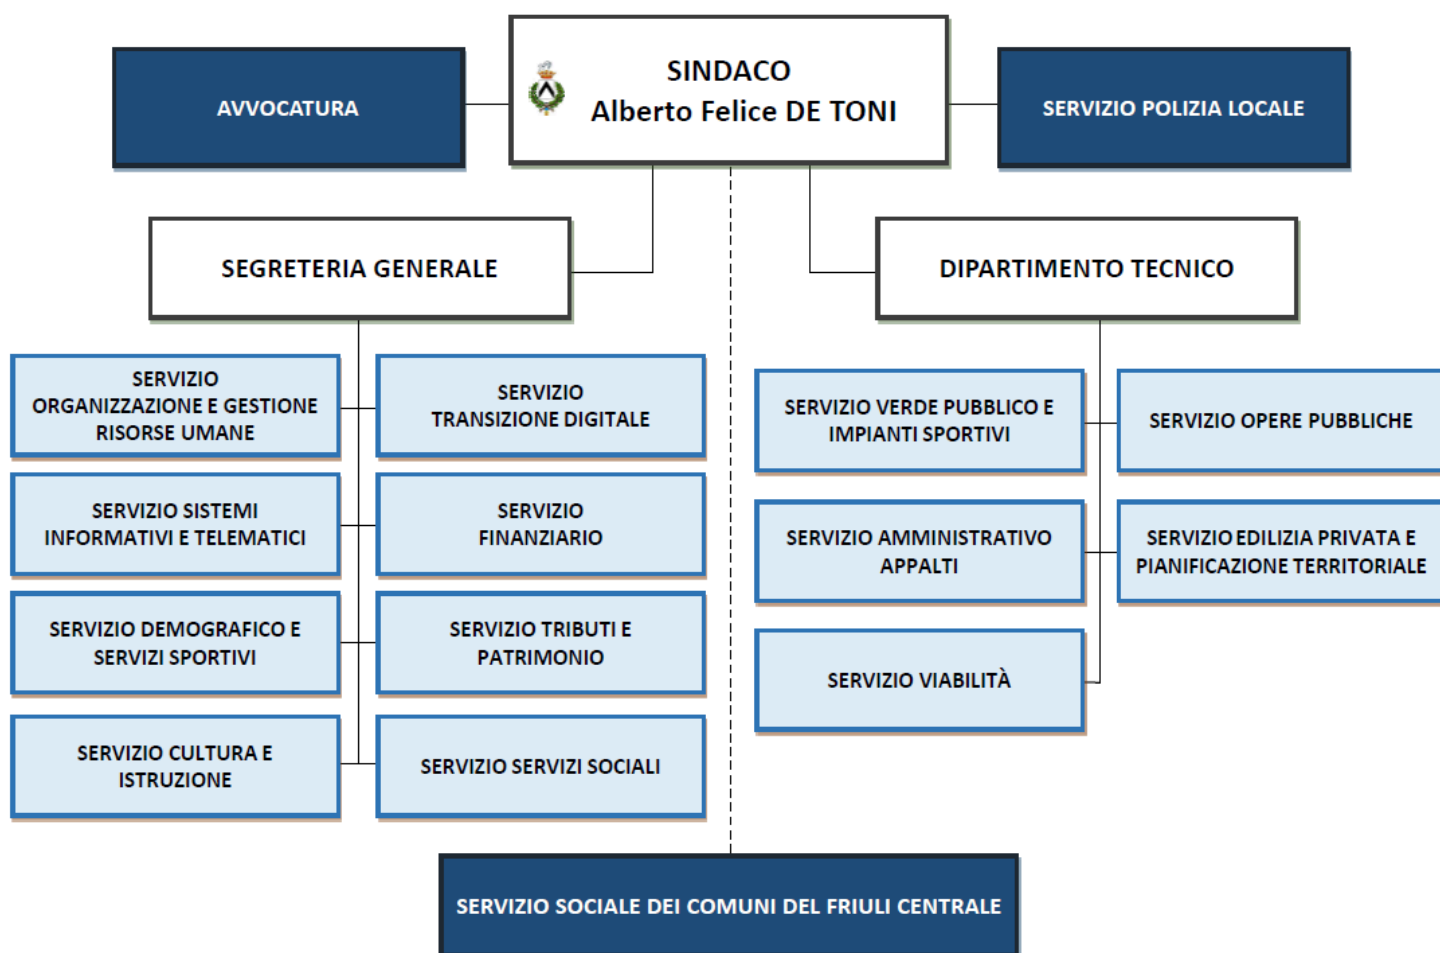 AVVOCATURA
SINDACO
Alberto Felice DE TONI
SERVIZIO POLIZIA LOCALE
SEGRETERIA GENERALE
DIPARTIMENTO TECNICO
SERVIZIO
ORGANIZZAZIONE E GESTIONE
RISORSE UMANE
SERVIZIO
TRANSIZIONE DIGITALE
SERVIZIO SISTEMI
INFORMATIVI E TELEMATICI
SERVIZIO
FINANZIARIO
SERVIZIO DEMOGRAFICO E
SERVIZI SPORTIVI
SERVIZIO TRIBUTI E
PATRIMONIO
SERVIZIO CULTURA E
ISTRUZIONE
SERVIZIO SERVIZI SOCIALI
SERVIZIO VERDE PUBBLICO E
IMPIANTI SPORTIVI
SERVIZIO OPERE PUBBLICHE
SERVIZIO AMMINISTRATIVO
APPALTI
SERVIZIO EDILIZIA PRIVATA E
PIANIFICAZIONE TERRITORIALE
SERVIZIO VIABILITÀ
SERVIZIO SOCIALE DEI COMUNI DEL FRIULI CENTRALE